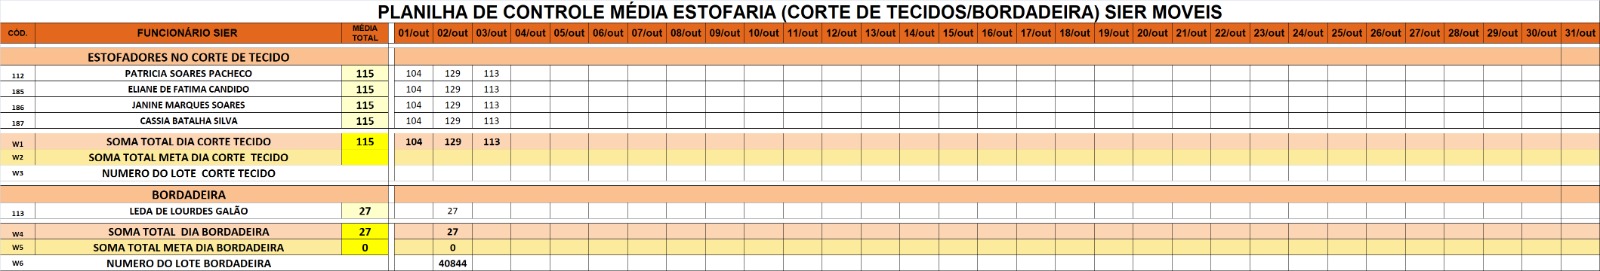 PLANILHA DE CONTROLE MÉDIA ESTOFARIA (CORTE DE TECIDOS/BORDADEIRA) SIER MOVEIS
CÓD. FUNCIONÁRIO SIER MÉDIA TOTAL 01/out 02/out 03/out 04/out 05/out 06/out 07/out 08/out 09/out 10/out 11/out 12/out 13/out 14/out 15/out 16/out 17/out 18/out 19/out 20/out 21/out 22/out 23/out 24/out 25/out 26/out 27/out 28/out 29/out 30/out 31/out
ESTOFADORES NO CORTE DE TECIDO
112 PATRICIA SOARES PACHECO 115 104 129 113
185 ELIANE DE FATIMA CANDIDO 115 104 129 113
186 JANINE MARQUES SOARES 115 104 129 113
187 CASSIA BATALHA SILVA 115 104 129 113
W1 SOMA TOTAL DIA CORTE TECIDO 115 104 129 113
W2 SOMA TOTAL META DIA CORTE TECIDO
W3 NUMERO DO LOTE CORTE TECIDO
BORDADEIRA
113 LEDA DE LOURDES GALÃO 27 27
W4 SOMA TOTAL DIA BORDADEIRA 27 27
W5 SOMA TOTAL META DIA BORDADEIRA 0 0
W6 NUMERO DO LOTE BORDADEIRA 40844